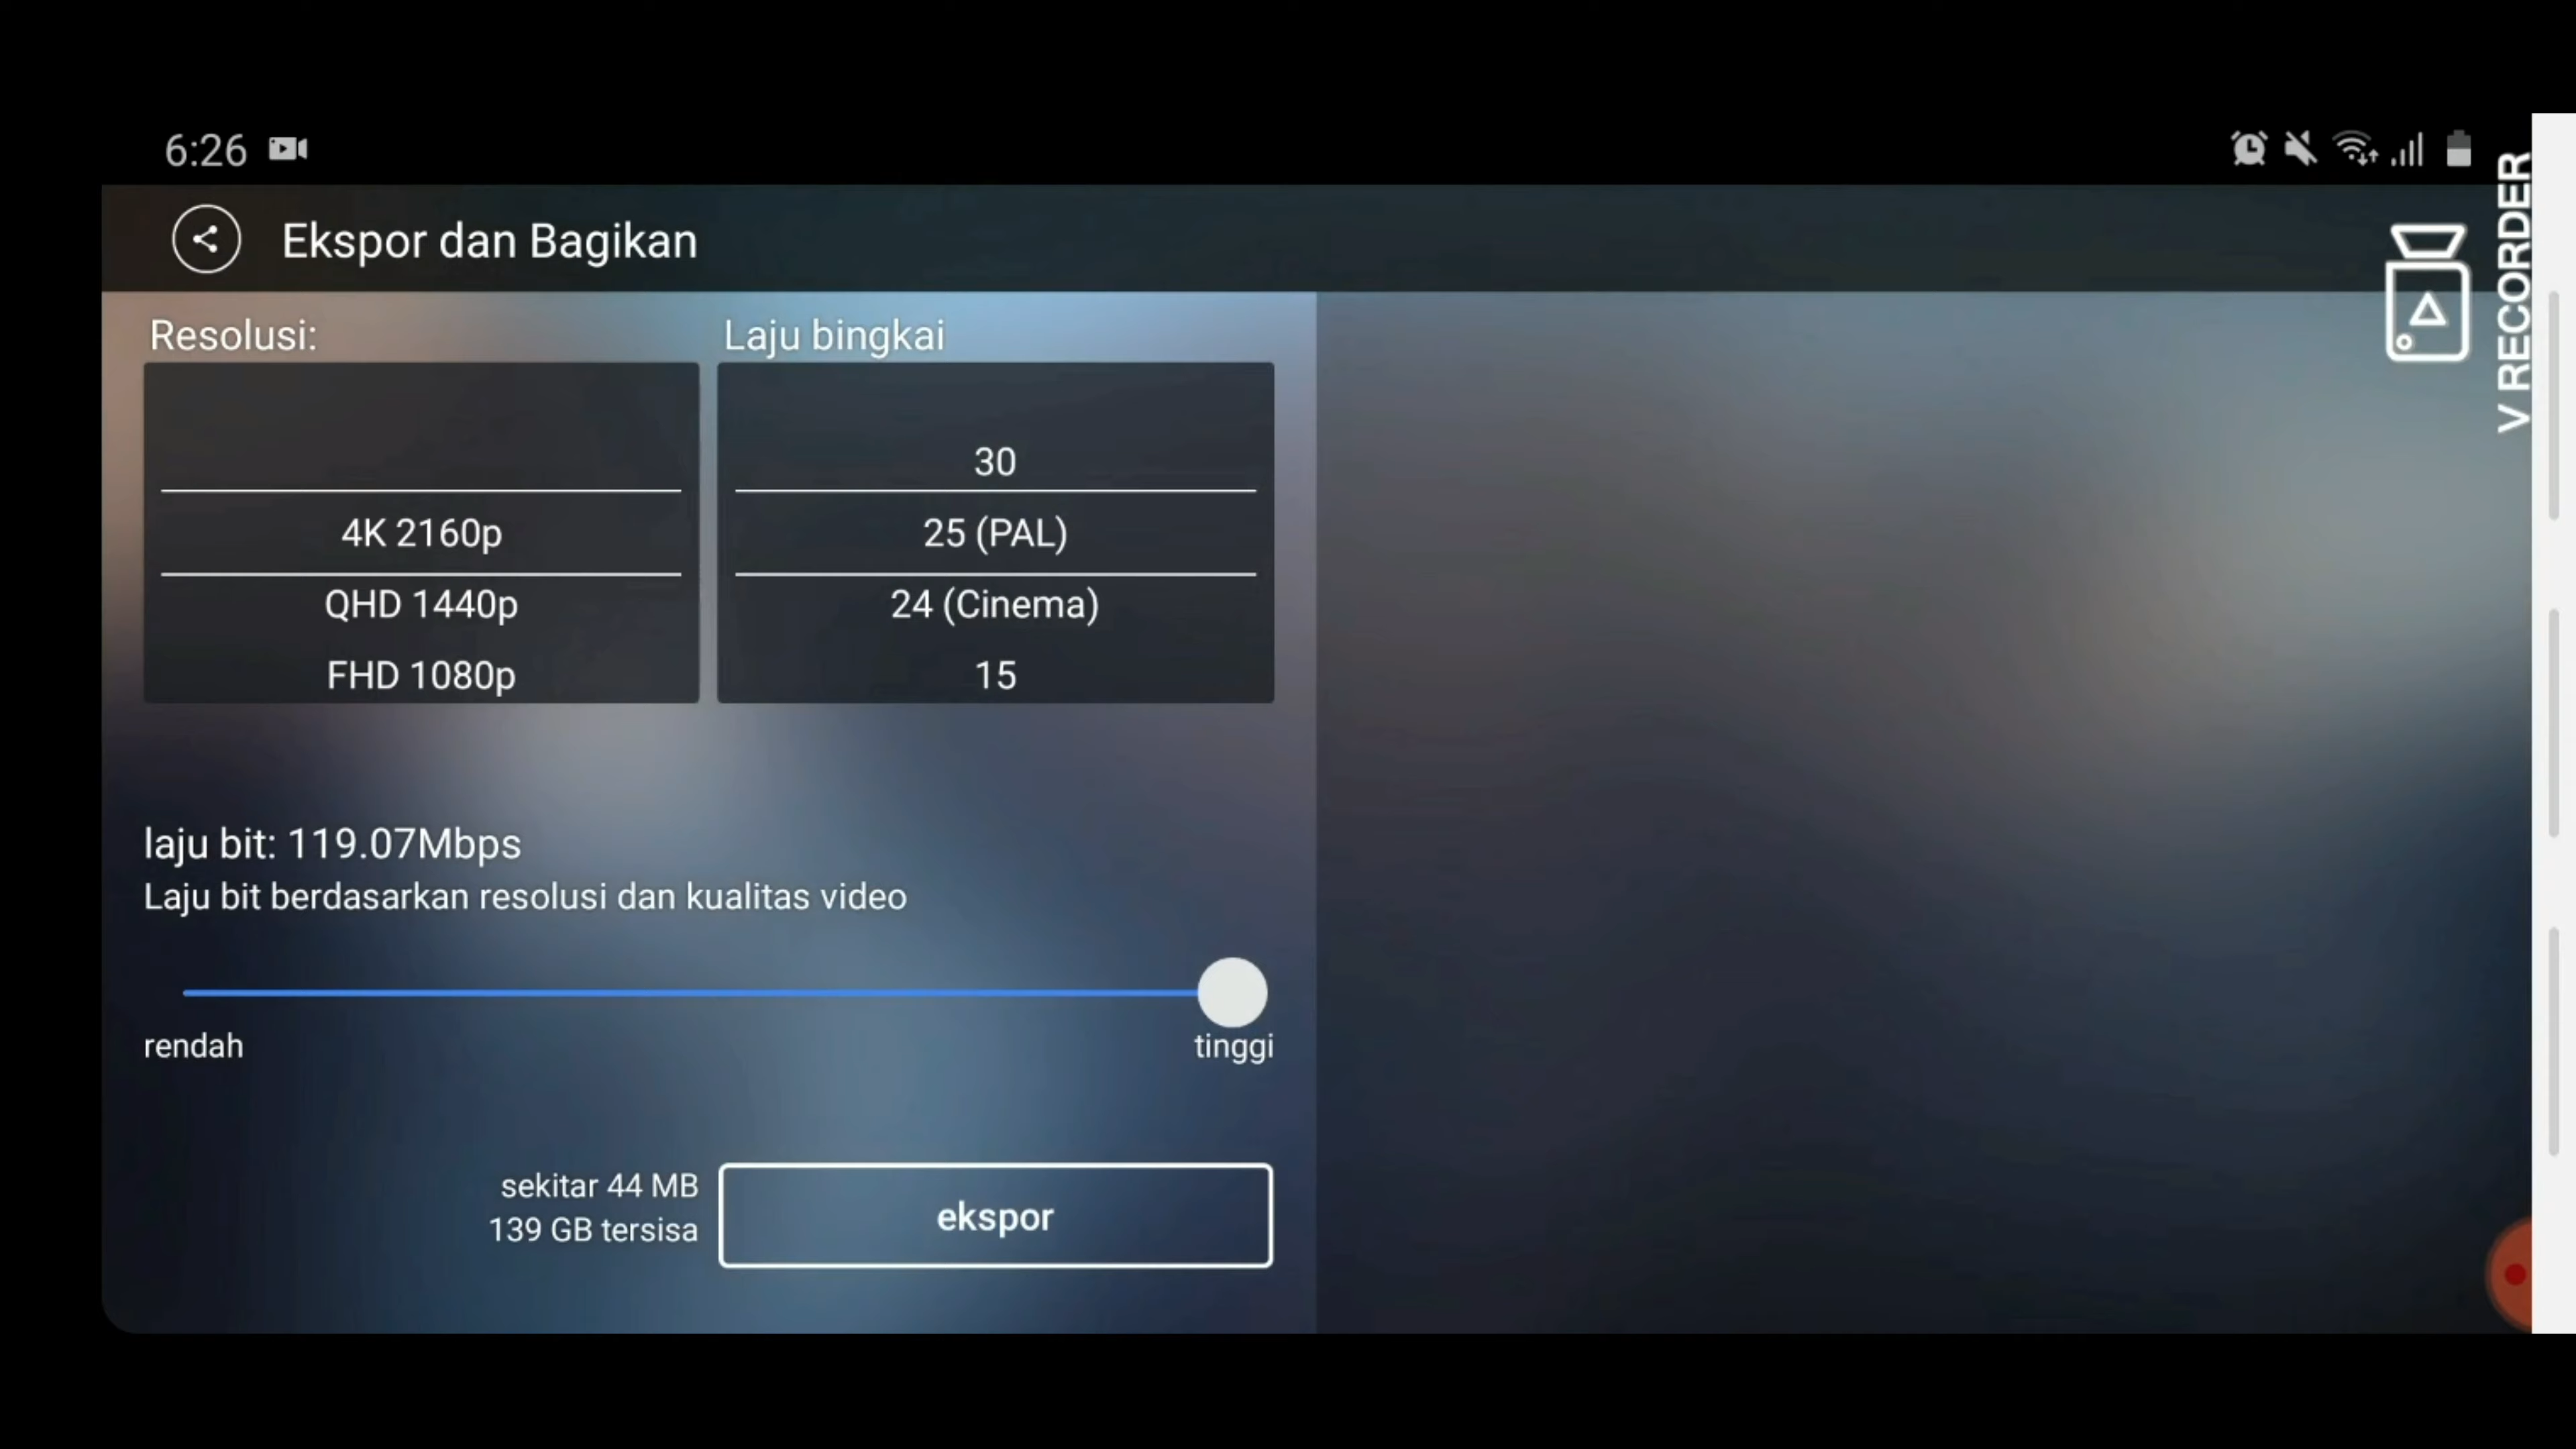 6:26
V RECORDER
Ekspor dan Bagikan
Resolusi:
Laju bingkai
4K 2160p
QHD 1440p
FHD 1080p
30
25 (PAL)
24 (Cinema)
15
laju bit: 119.07Mbps
Laju bit berdasarkan resolusi dan kualitas video
rendah
tinggi
sekitar 44 MB
139 GB tersisa
ekspor